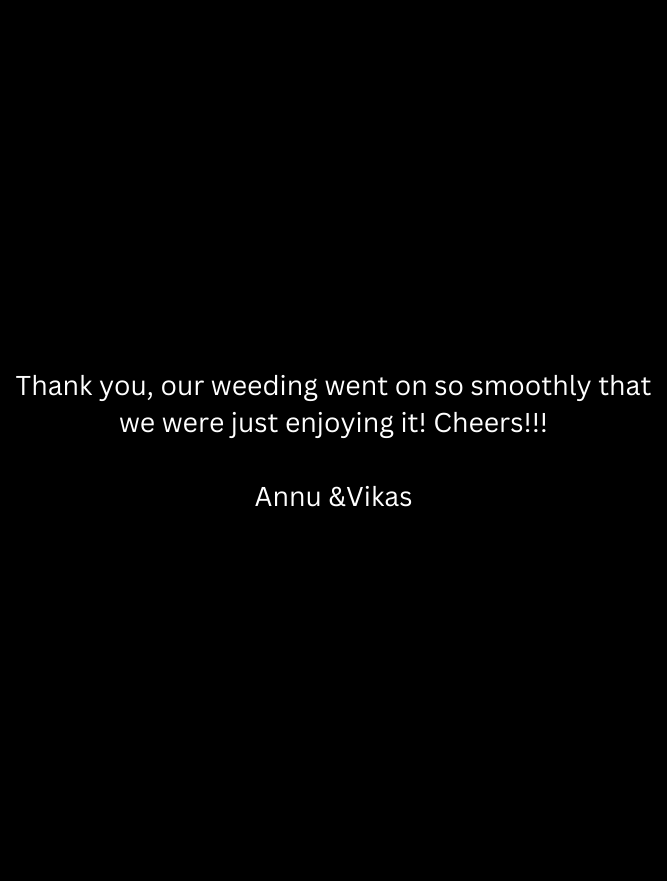 Thank you, our weeding went on so smoothly that
we were just enjoying it! Cheers!!!
Annu &Vikas